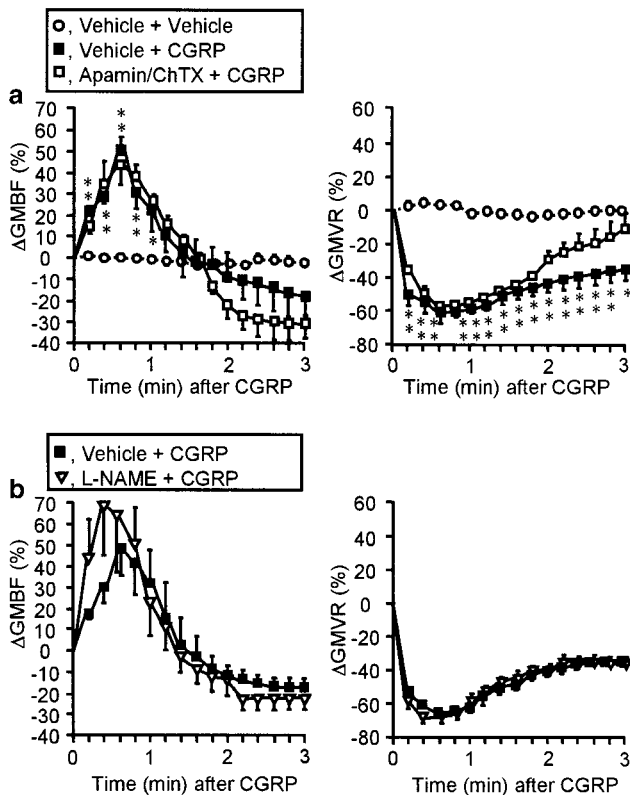 ○, Vehicle + Vehicle
■, Vehicle + CGRP
□, Apamin/ChTX + CGRP
a
ΔGMBF (%)
70
60
50
40
30
20
10
0
-10
-20
-30
-40
0 1 2 3
Time (min) after CGRP
ΔGMVR (%)
60
40
20
0
-20
-40
-60
-80
0 1 2 3
Time (min) after CGRP
■, Vehicle + CGRP
▽, L-NAME + CGRP
b
ΔGMBF (%)
70
60
50
40
30
20
10
0
-10
-20
-30
-40
0 1 2 3
Time (min) after CGRP
ΔGMVR (%)
60
40
20
0
-20
-40
-60
-80
0 1 2 3
Time (min) after CGRP